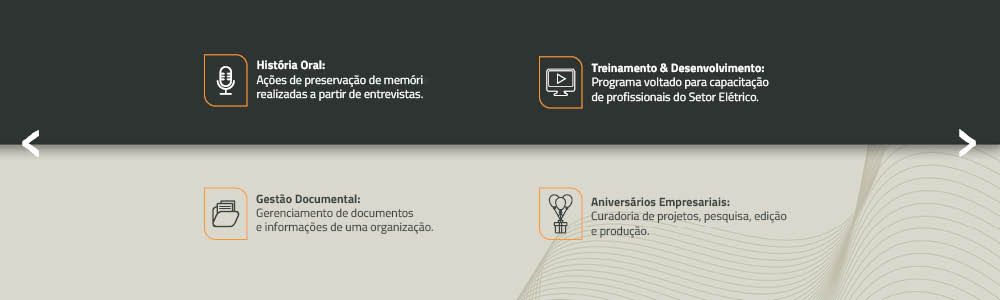 História Oral:
Ações de preservação de memóri
realizadas a partir de entrevistas.
Treinamento & Desenvolvimento:
Programa voltado para capacitação
de profissionais do Setor Elétrico.
Gestão Documental:
Gerenciamento de documentos
e informações de uma organização.
Aniversários Empresariais:
Curadoria de projetos, pesquisa, edição
e produção.